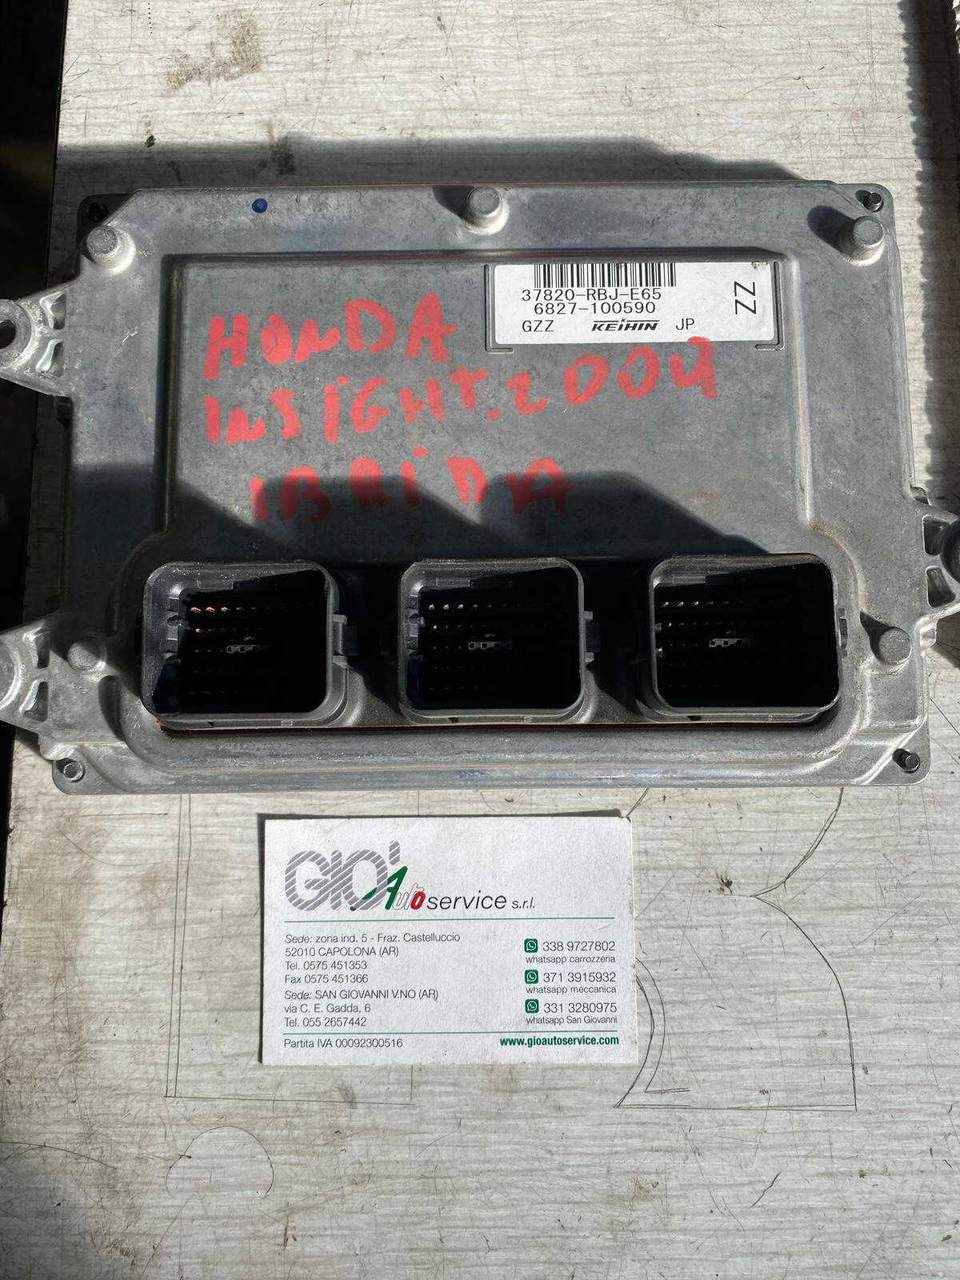 37820-RBJ-E65
6827-100590
GZZ KEIHIN JP
ZZ
HONDA
INSIGHT.2009
IBRIDA
GIO' Autoservice s.r.l.
Sede: zona ind. 5 - Fraz. Castelluccio
52010 CAPOLONA (AR)
Tel. 0575 451353
Fax 0575 451366
Sede: SAN GIOVANNI V.NO (AR)
via C. E. Gadda, 6
Tel. 055 2657442
338 9727802
whatsapp carrozzeria
371 3915932
whatsapp meccanica
331 3280975
whatsapp San Giovanni
Partita IVA 00092300516
www.gioautoservice.com